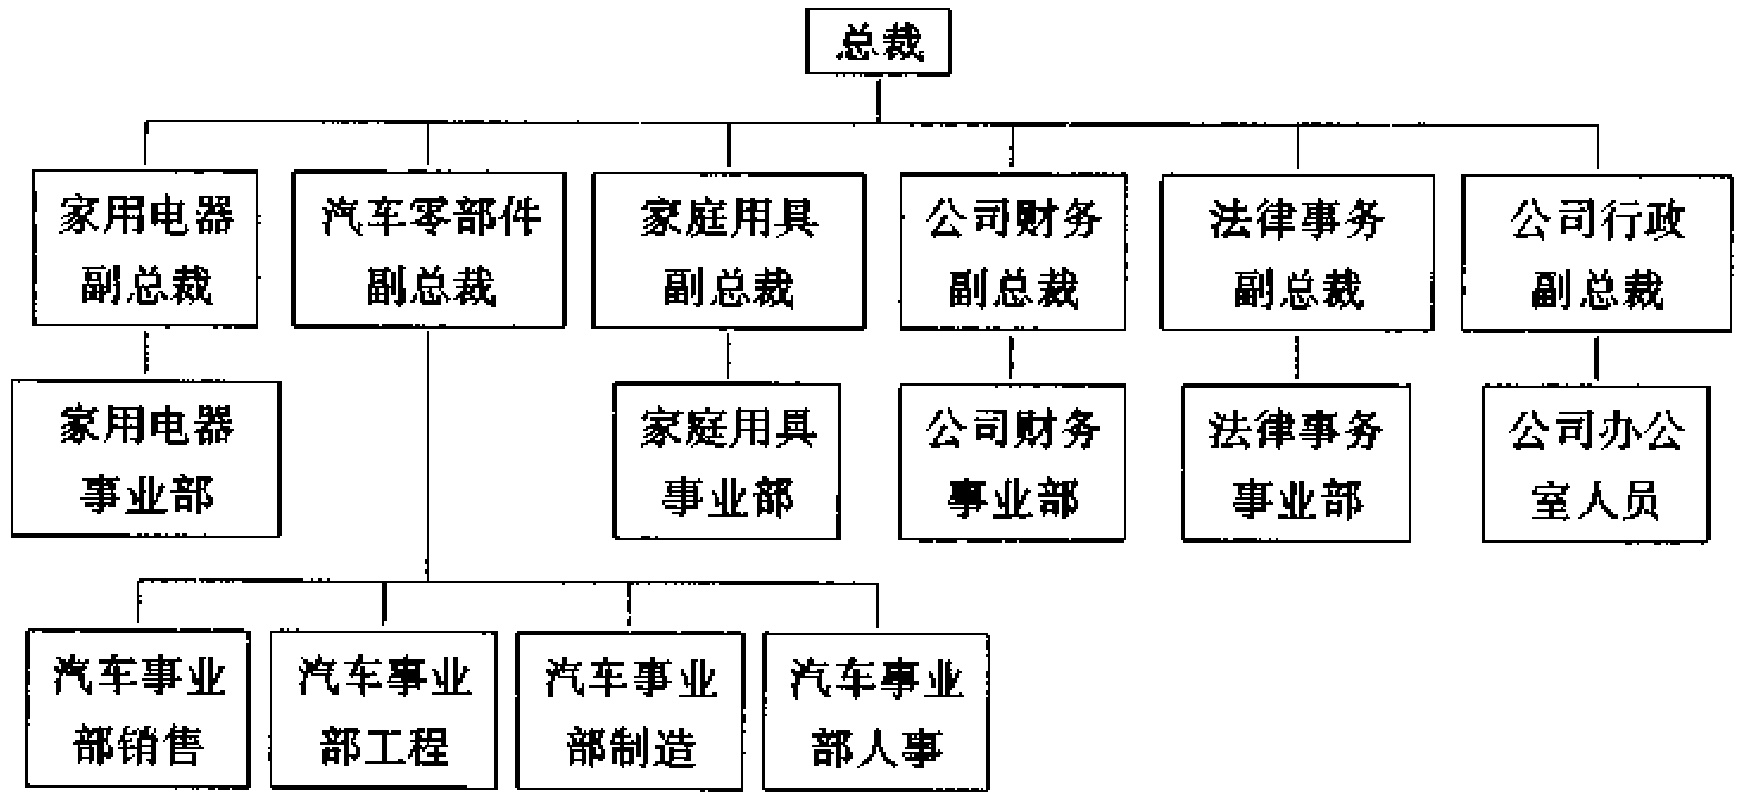 总裁
家用电器
副总裁
汽车零部件
副总裁
家庭用具
副总裁
公司财务
副总裁
法律事务
副总裁
公司行政
副总裁
家用电器
事业部
家庭用具
事业部
公司财务
事业部
法律事务
事业部
公司办公
室人员
汽车事业
部销售
汽车事业
部工程
汽车事业
部制造
汽车事业
部人事